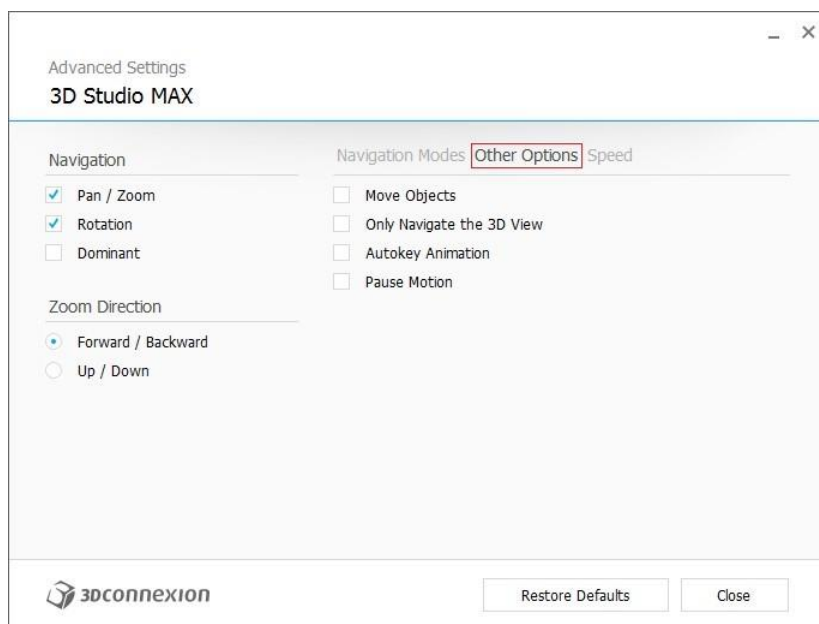 Advanced Settings
3D Studio MAX
Navigation
Pan / Zoom
Rotation
Dominant
Zoom Direction
Forward / Backward
Up / Down
Navigation Modes Other Options Speed
Move Objects
Only Navigate the 3D View
Autokey Animation
Pause Motion
3Dconnexion
Restore Defaults Close